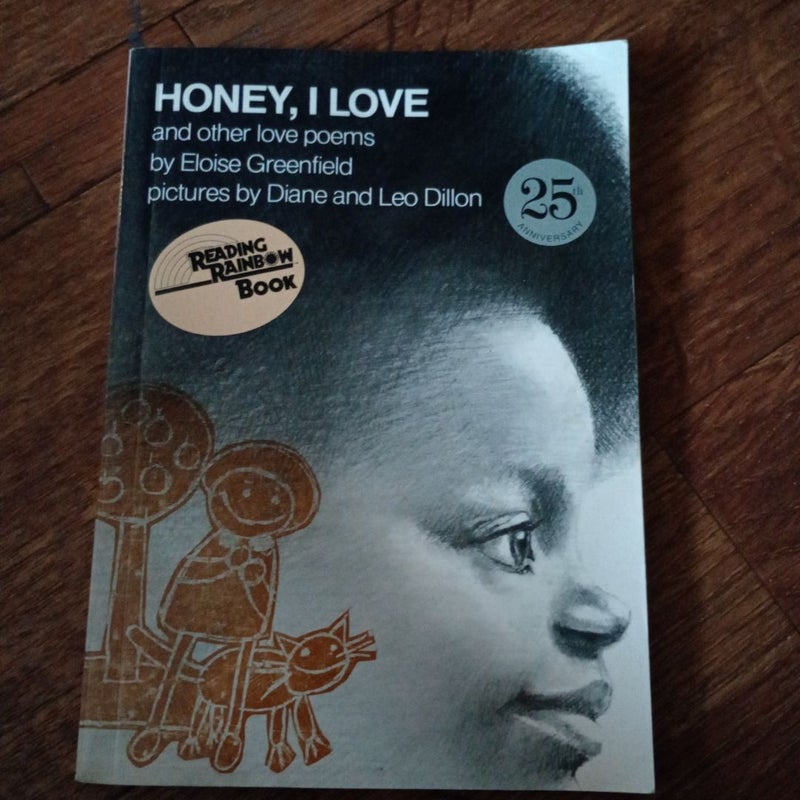 HONEY, I LOVE
and other love poems
by Eloise Greenfield
pictures by Diane and Leo Dillon
25th
ANNIVERSARY
READING
RAINBOW
BOOK